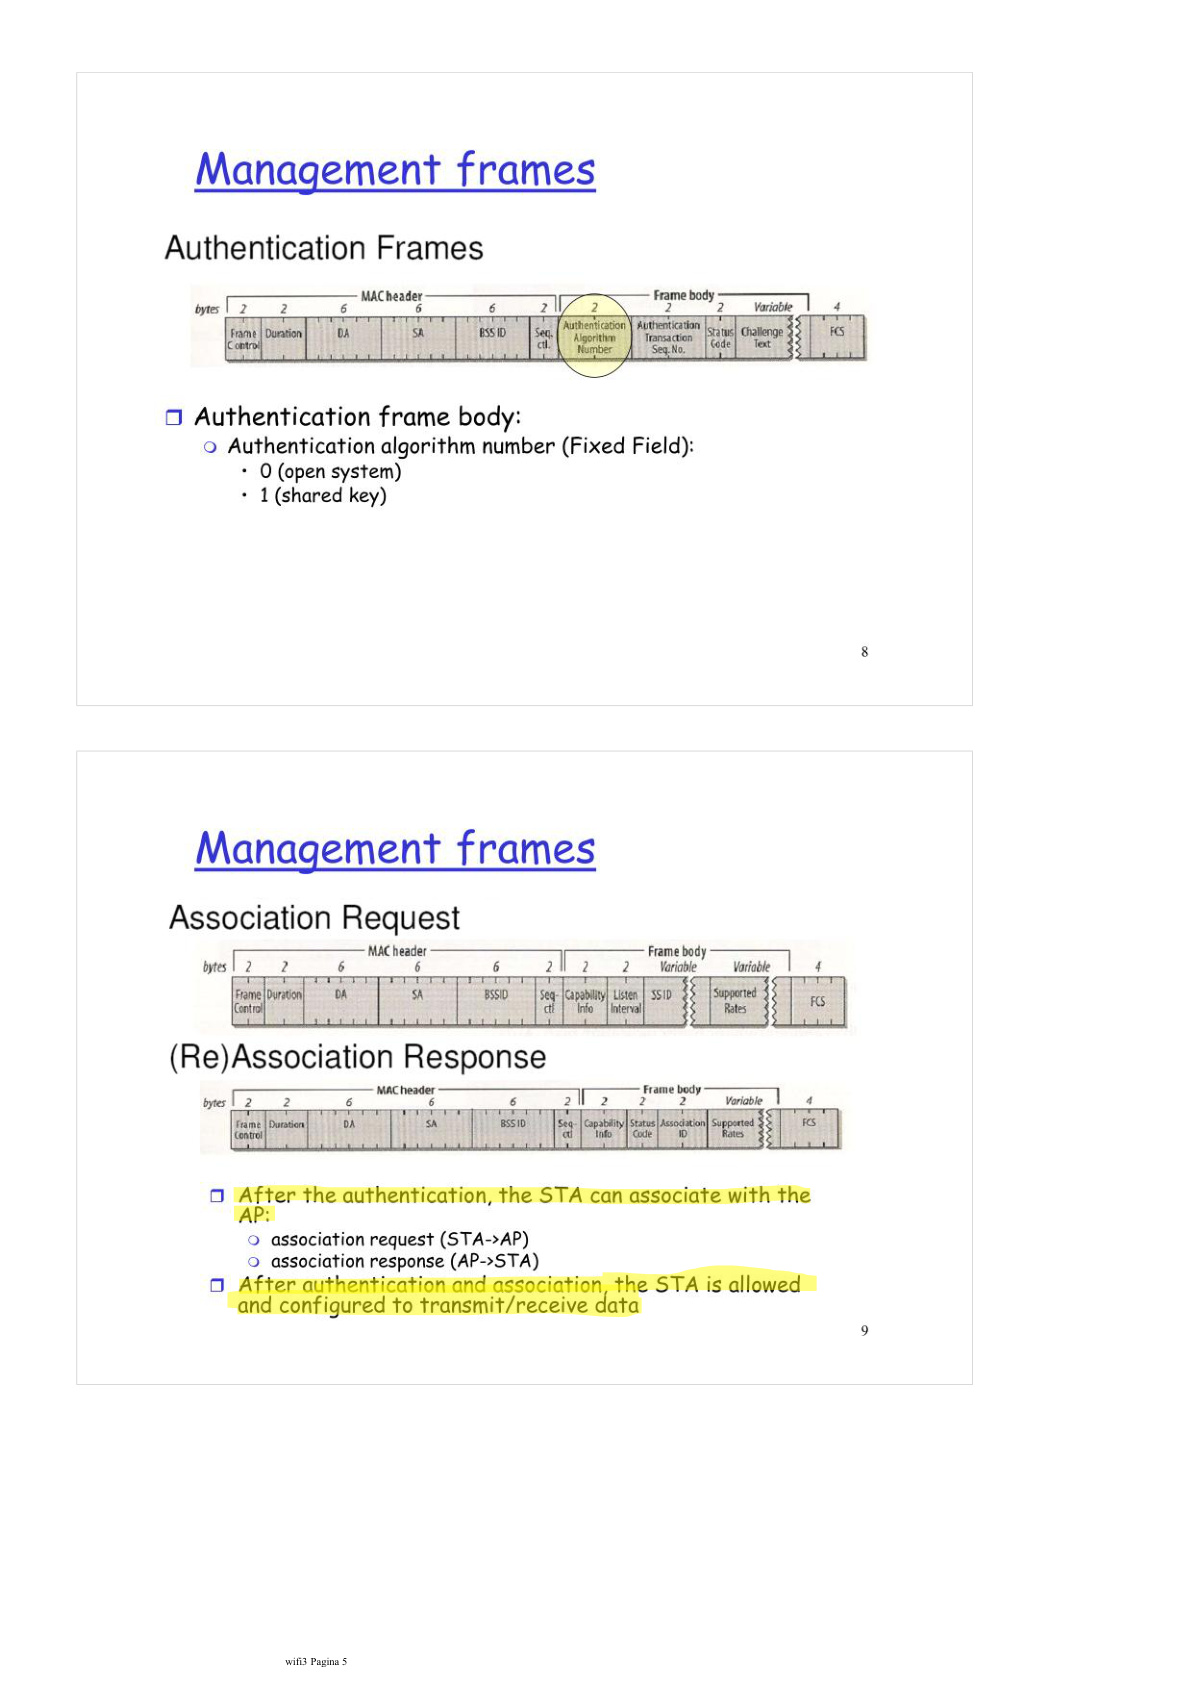 Management frames
Authentication Frames
MAC header Frame body
bytes 2 2 6 6 6 2 2 2 2 Variable 4
Frame Control Duration DA SA BSSID Seq. ctl. Authentication Algorithm Number Authentication Transaction Seq. No. Status Code Challenge Text FCS
Authentication frame body:
Authentication algorithm number (Fixed Field):
• 0 (open system)
• 1 (shared key)
8
Management frames
Association Request
MAC header Frame body
bytes 2 2 6 6 6 2 2 2 Variable Variable 4
Frame Control Duration DA SA BSSID Seq- ctl Capability Info Listen Interval SSID Supported Rates FCS
(Re)Association Response
MAC header Frame body
bytes 2 2 6 6 6 2 2 2 2 Variable 4
Frame Control Duration DA SA BSSID Seq- ctl Capability Info Status Code Association ID Supported Rates FCS
After the authentication, the STA can associate with the
AP:
association request (STA->AP)
association response (AP->STA)
After authentication and association, the STA is allowed
and configured to transmit/receive data
9
wifi3 Pagina 5